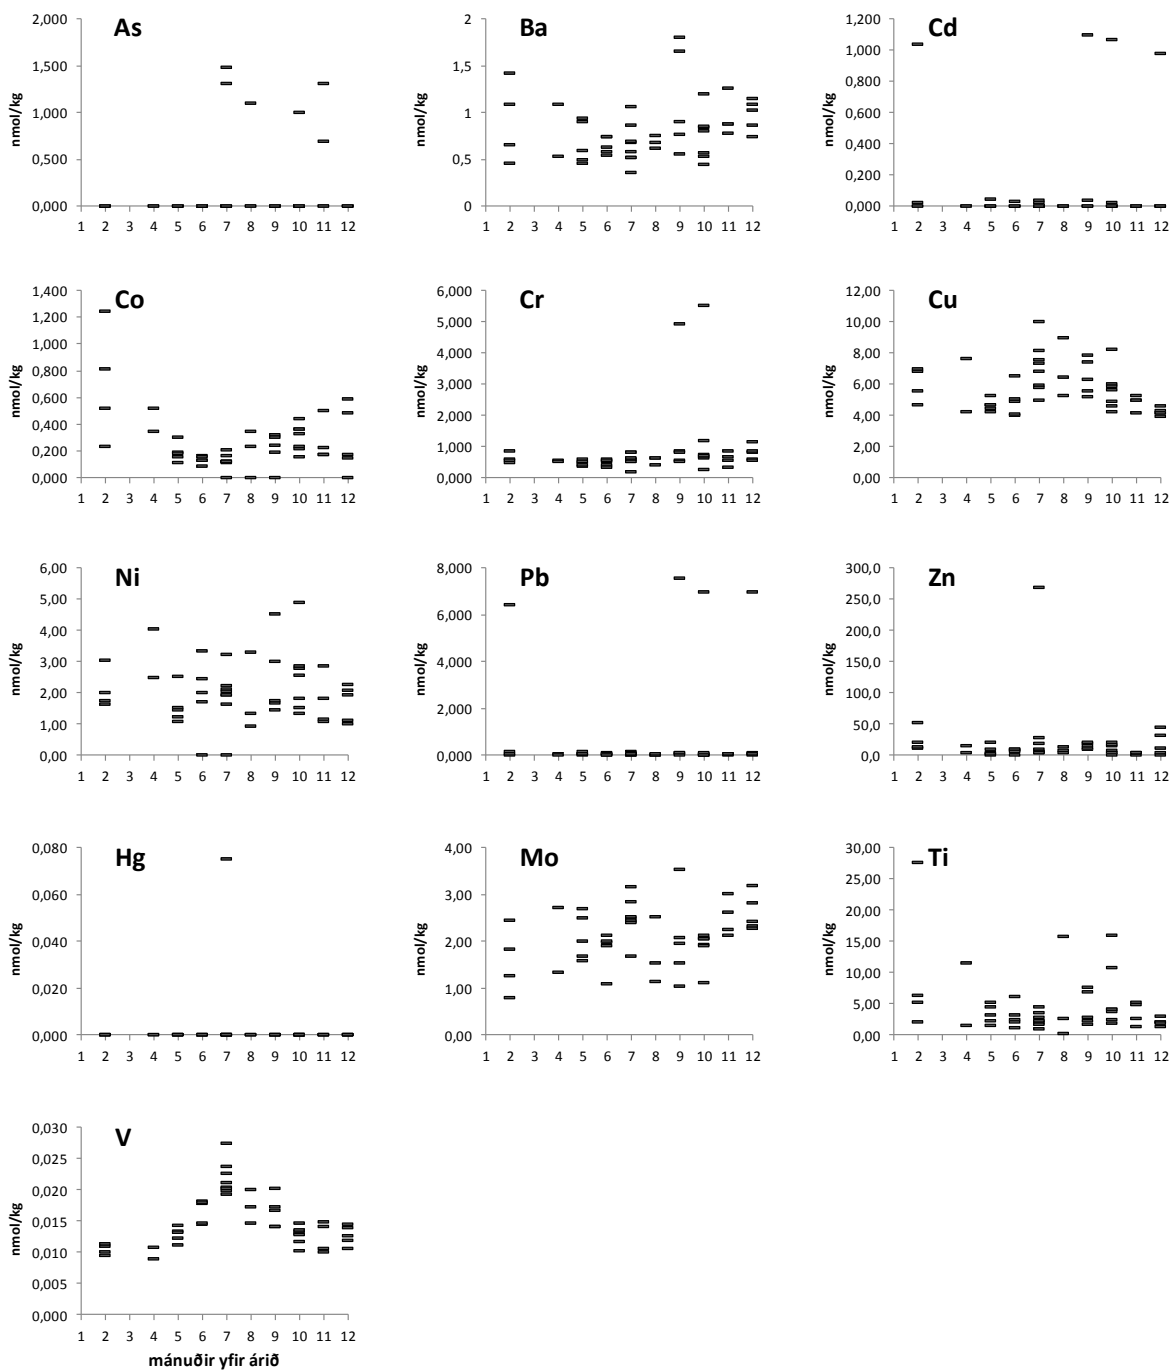 As
2,000
1,500
1,000
0,500
0,000
nmol/kg
1 2 3 4 5 6 7 8 9 10 11 12
Ba
2
1,5
1
0,5
0
nmol/kg
1 2 3 4 5 6 7 8 9 10 11 12
Cd
1,200
1,000
0,800
0,600
0,400
0,200
0,000
nmol/kg
1 2 3 4 5 6 7 8 9 10 11 12
Co
1,400
1,200
1,000
0,800
0,600
0,400
0,200
0,000
nmol/kg
1 2 3 4 5 6 7 8 9 10 11 12
Cr
6,000
5,000
4,000
3,000
2,000
1,000
0,000
nmol/kg
1 2 3 4 5 6 7 8 9 10 11 12
Cu
12,00
10,00
8,00
6,00
4,00
2,00
0,00
nmol/kg
1 2 3 4 5 6 7 8 9 10 11 12
Ni
6,00
5,00
4,00
3,00
2,00
1,00
0,00
nmol/kg
1 2 3 4 5 6 7 8 9 10 11 12
Pb
8,000
6,000
4,000
2,000
0,000
nmol/kg
1 2 3 4 5 6 7 8 9 10 11 12
Zn
300,0
250,0
200,0
150,0
100,0
50,0
0,0
nmol/kg
1 2 3 4 5 6 7 8 9 10 11 12
Hg
0,080
0,060
0,040
0,020
0,000
nmol/kg
1 2 3 4 5 6 7 8 9 10 11 12
Mo
4,00
3,00
2,00
1,00
0,00
nmol/kg
1 2 3 4 5 6 7 8 9 10 11 12
Ti
30,00
25,00
20,00
15,00
10,00
5,00
0,00
nmol/kg
1 2 3 4 5 6 7 8 9 10 11 12
V
0,030
0,025
0,020
0,015
0,010
0,005
0,000
nmol/kg
1 2 3 4 5 6 7 8 9 10 11 12
mánuðir yfir árið